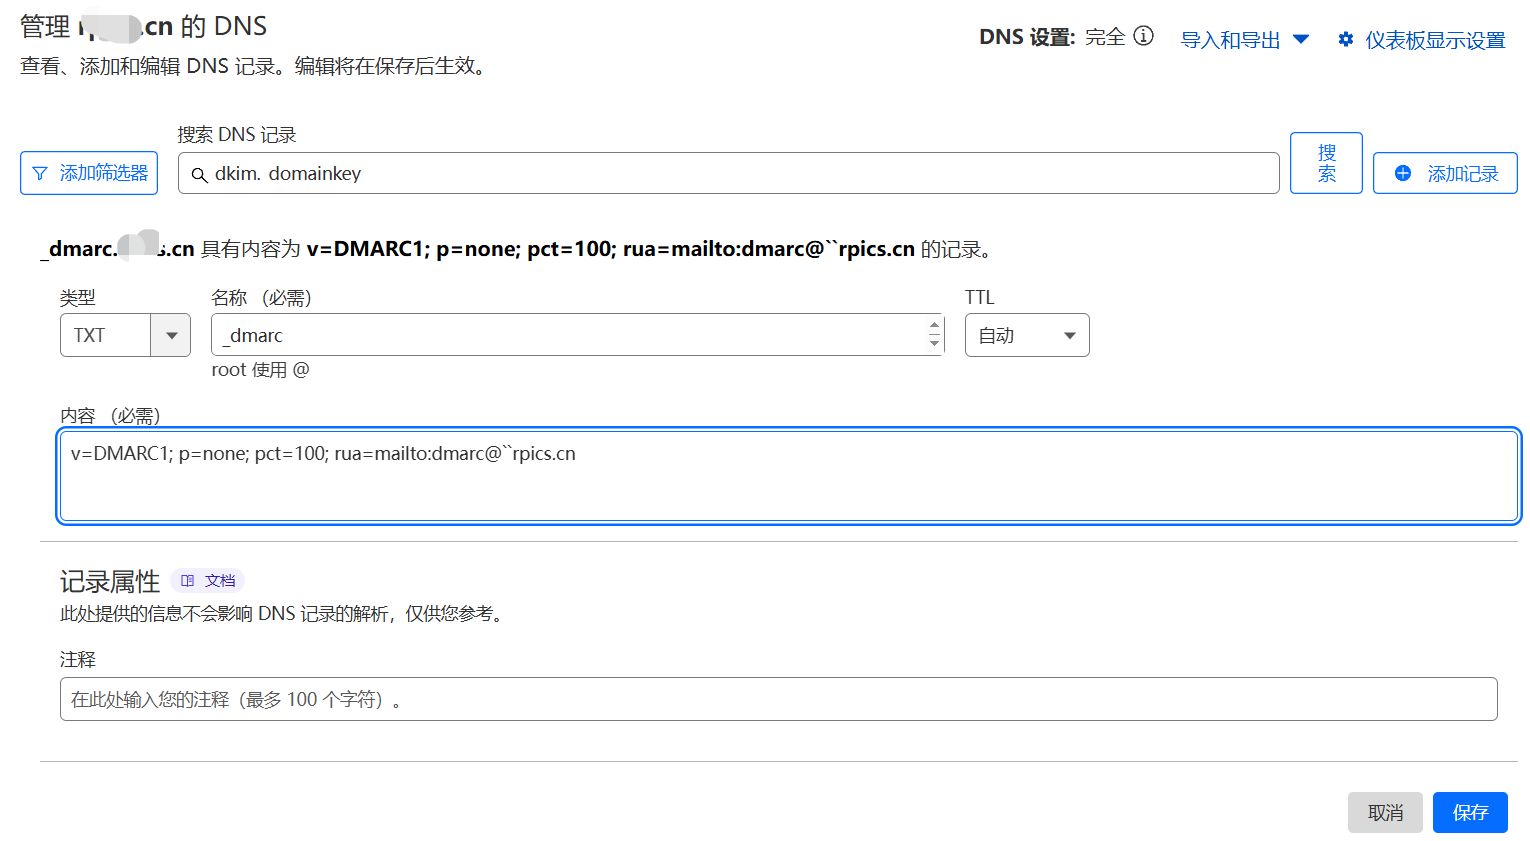 管理 .cn 的 DNS
DNS 设置: 完全
导入和导出
仪表板显示设置
查看、添加和编辑 DNS 记录。编辑将在保存后生效。
搜索 DNS 记录
添加筛选器
dkim. domainkey
搜索
添加记录
_dmarc. s.cn 具有内容为 v=DMARC1; p=none; pct=100; rua=mailto:dmarc@``rpics.cn 的记录。
类型
名称 （必需）
TTL
TXT
_dmarc
自动
root 使用 @
内容 （必需）
v=DMARC1; p=none; pct=100; rua=mailto:dmarc@``rpics.cn
记录属性
文档
此处提供的信息不会影响 DNS 记录的解析，仅供您参考。
注释
在此处输入您的注释（最多 100 个字符）。
取消
保存